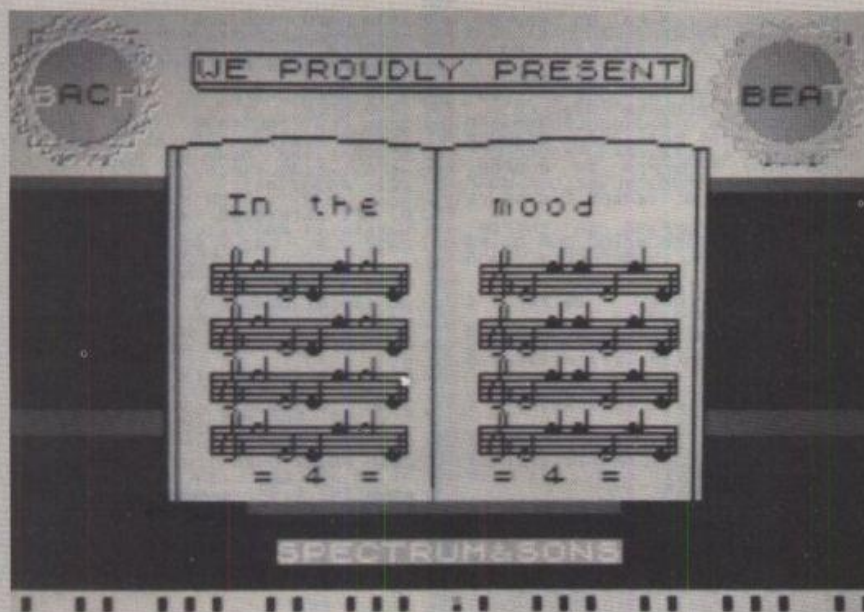 WE PROUDLY PRESENT
BACH
BEAT
In the mood
= 4 = = 4 =
SPECTRUM&SONS